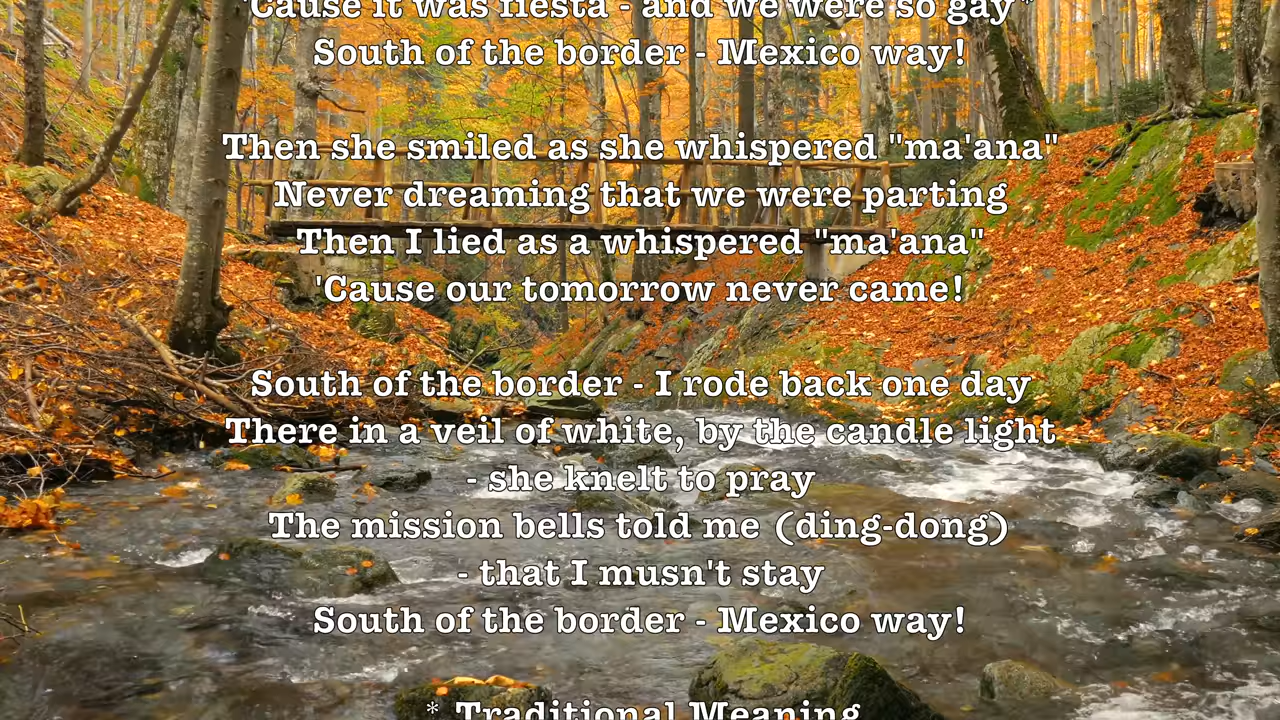 'Cause it was fiesta - and we were so gay*
South of the border - Mexico way!
Then she smiled as she whispered "ma'ana"
Never dreaming that we were parting
Then I lied as a whispered "ma'ana"
'Cause our tomorrow never came!
South of the border - I rode back one day
There in a veil of white, by the candle light
- she knelt to pray
The mission bells told me (ding-dong)
- that I musn't stay
South of the border - Mexico way!
* Traditional Meaning